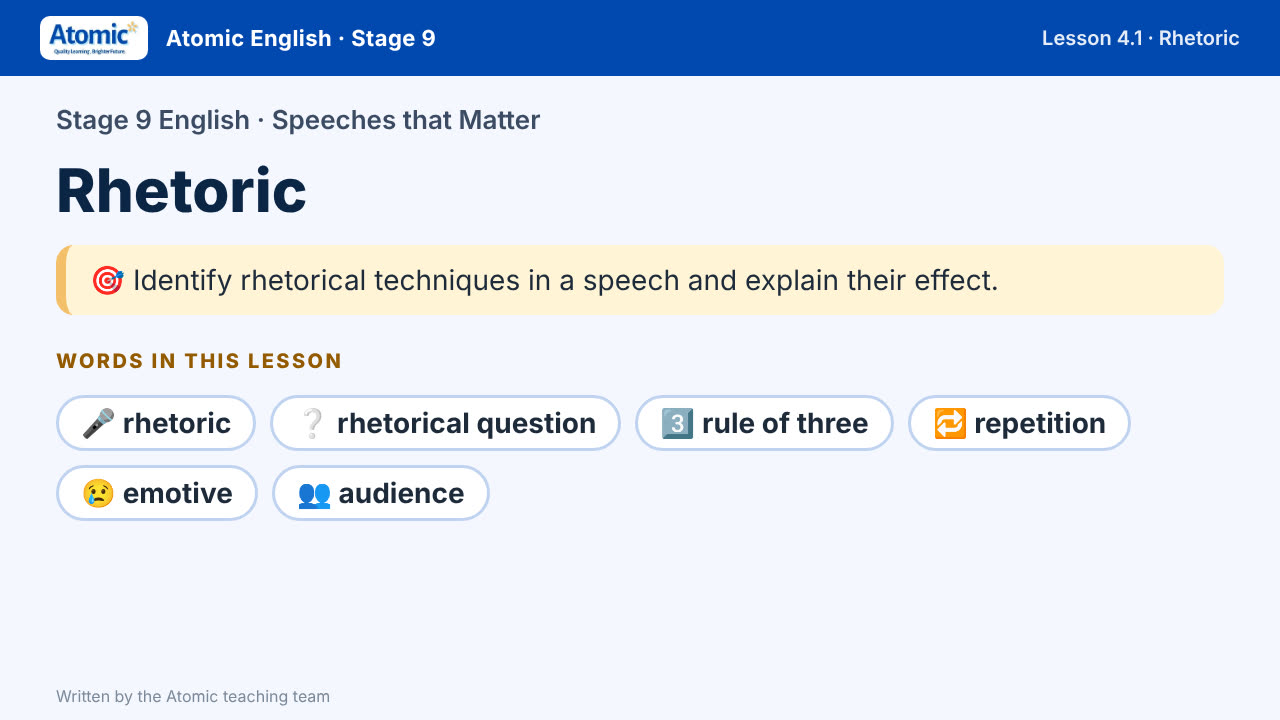 Atomic
Quality Learning. Brighter Future.
Atomic English · Stage 9
Lesson 4.1 · Rhetoric
Stage 9 English · Speeches that Matter
Rhetoric
🎯 Identify rhetorical techniques in a speech and explain their effect.
WORDS IN THIS LESSON
🎤 rhetoric ❔ rhetorical question 3️⃣ rule of three 🔁 repetition
😢 emotive 👥 audience
Written by the Atomic teaching team